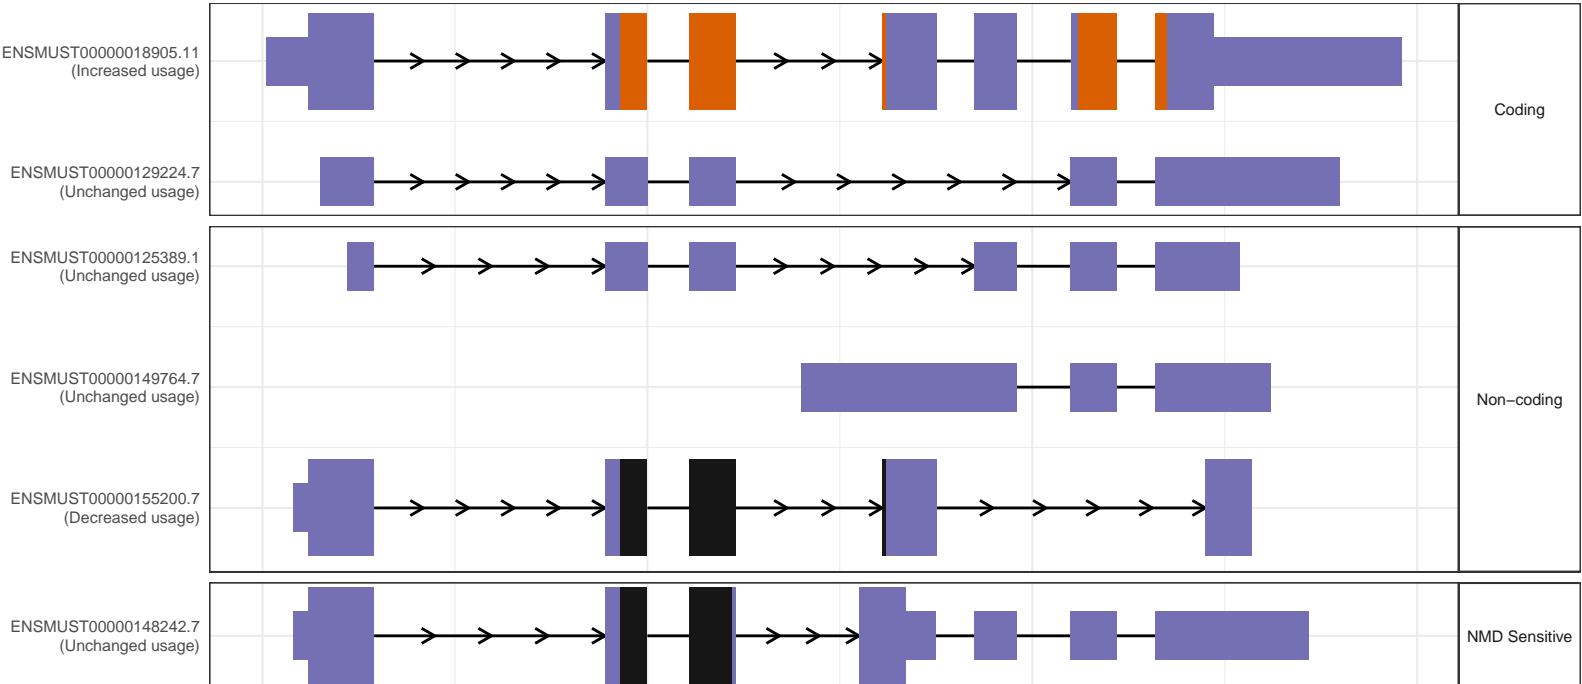 ENSMUST00000018905.11
(Increased usage)
Coding
ENSMUST00000129224.7
(Unchanged usage)
ENSMUST00000125389.1
(Unchanged usage)
ENSMUST00000149764.7
(Unchanged usage)
Non−coding
ENSMUST00000155200.7
(Decreased usage)
ENSMUST00000148242.7
(Unchanged usage)
NMD Sensitive